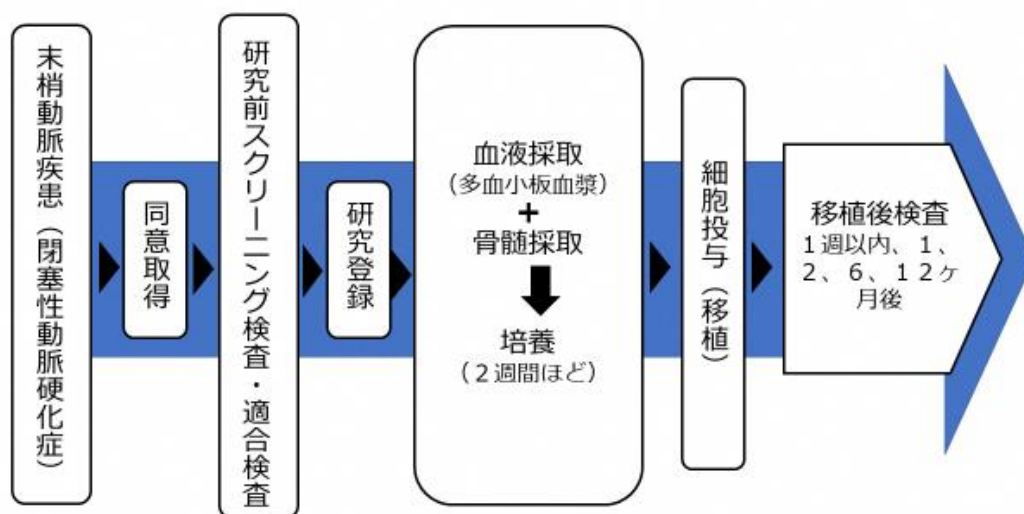 末梢動脈疾患（閉塞性動脈硬化症）
同意取得
研究前スクリーニング検査・適合検査
研究登録
血液採取
（多血小板血漿）
+
骨髄採取
培養
（２週間ほど）
細胞投与（移植）
移植後検査
１週以内、１、
２、６、１２ヶ
月後